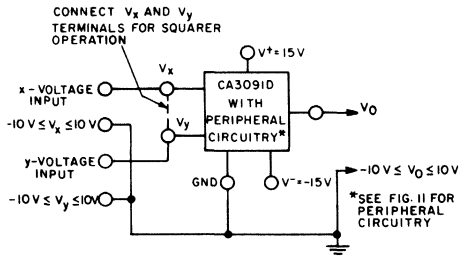 CONNECT Vx AND Vy
TERMINALS FOR SQUARER
OPERATION
V+=15V
x-VOLTAGE
INPUT
Vx
CA3091D
WITH
PERIPHERAL
CIRCUITRY*
VO
-10V ≤ Vx ≤ 10V
Vy
y-VOLTAGE
INPUT
GND
V-=-15V
-10V ≤ VO ≤ 10V
-10V ≤ Vy ≤ 10V
*SEE FIG. 11 FOR
PERIPHERAL
CIRCUITRY